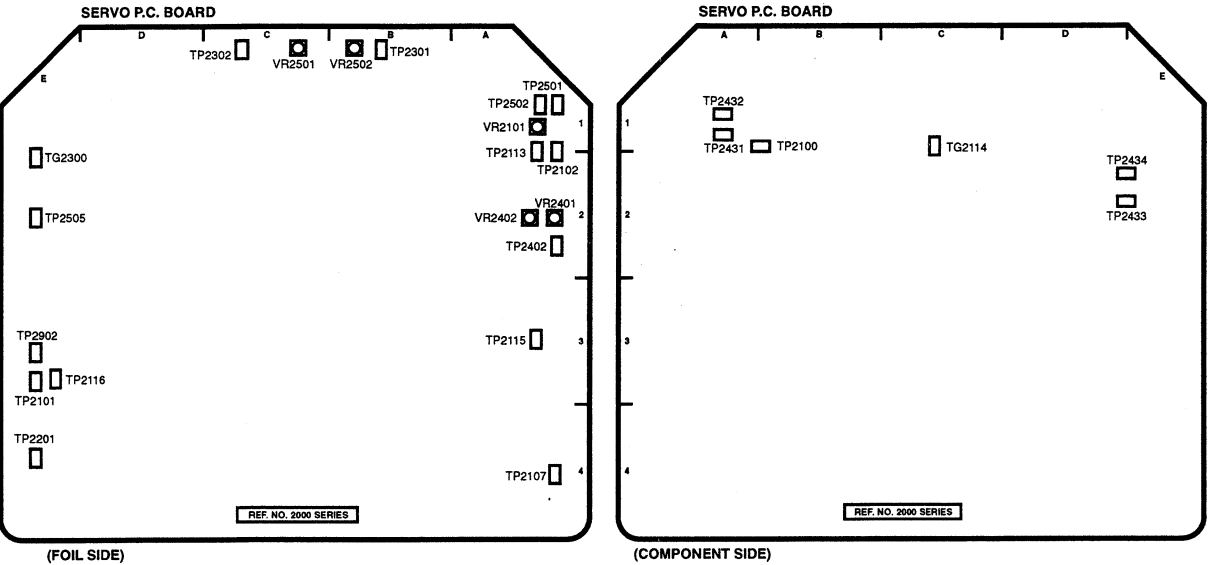 SERVO P.C. BOARD
D
C
B
A
E
TP2302
VR2501
VR2502
TP2301
TP2501
TP2502
VR2101
1
TP2113
TP2102
TG2300
TP2505
VR2401
VR2402
2
TP2402
TP2902
TP2115
3
TP2116
TP2101
TP2201
TP2107
4
REF. NO. 2000 SERIES
(FOIL SIDE)
SERVO P.C. BOARD
A
B
C
D
E
TP2432
1
TP2431
TP2100
TG2114
TP2434
2
TP2433
3
4
REF. NO. 2000 SERIES
(COMPONENT SIDE)